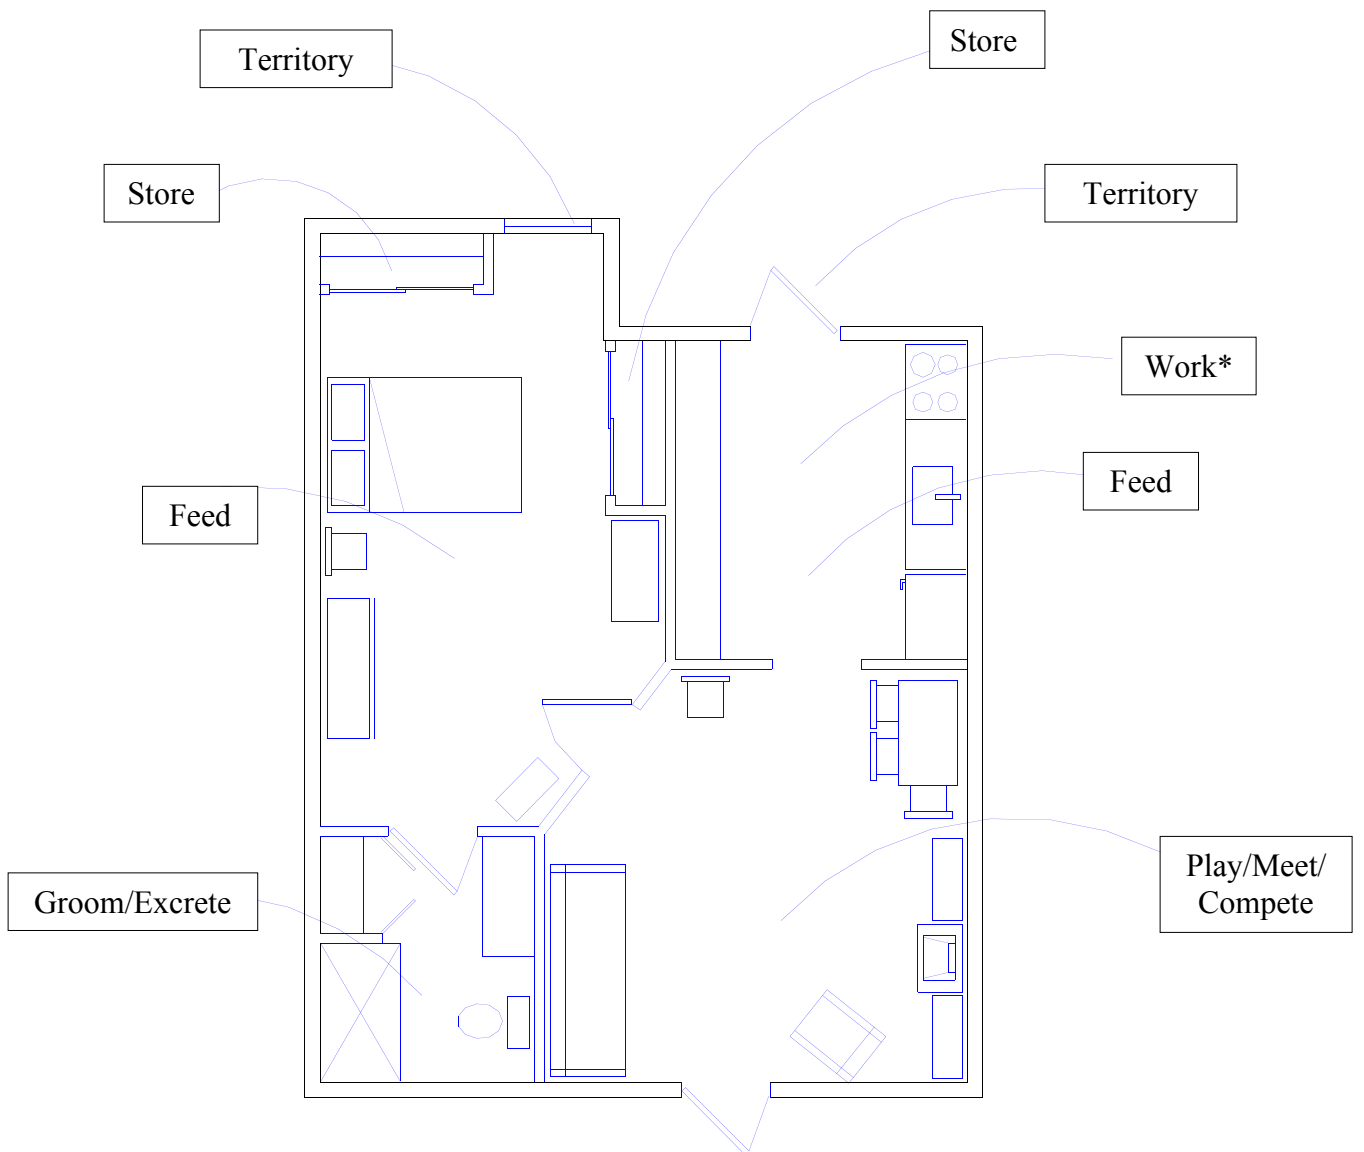 Store
Territory
Store
Territory
Work*
Feed
Feed
Play/Meet/
Compete
Groom/Excrete